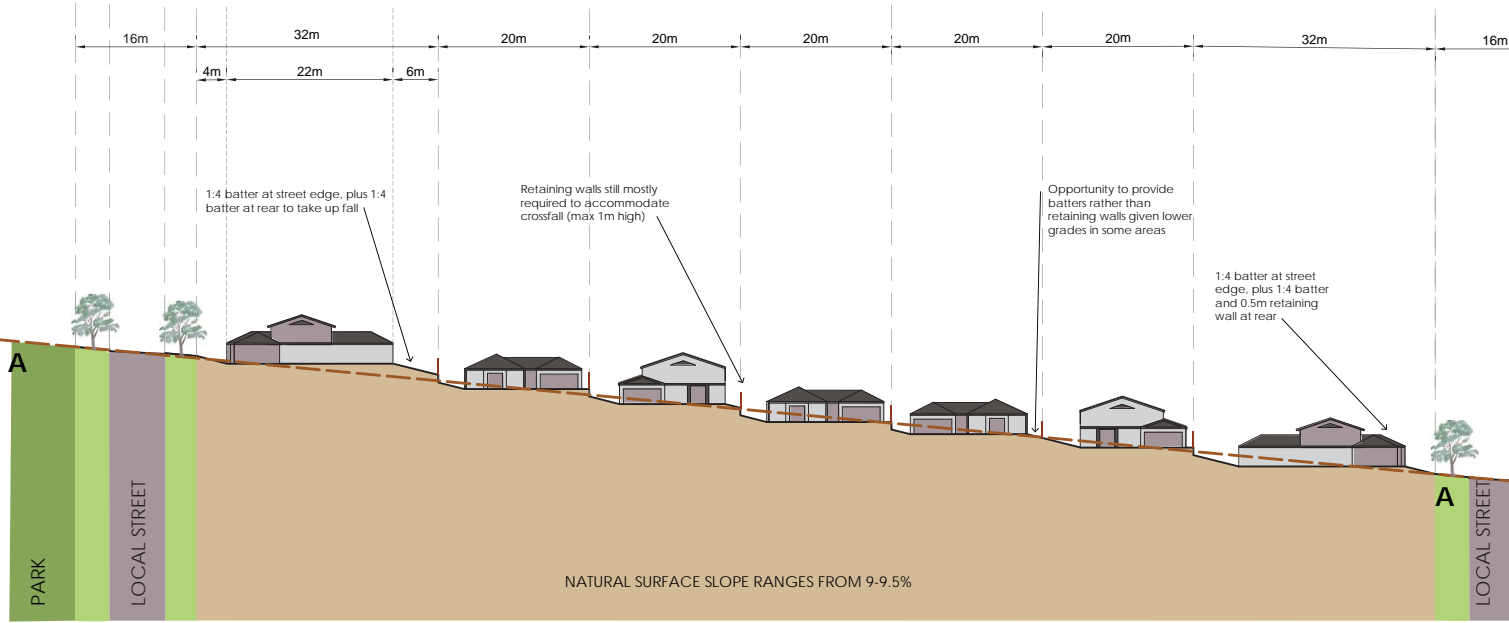 16m
32m
20m
20m
20m
20m
20m
32m
16m
4m
22m
6m
1:4 batter at street edge, plus 1:4
batter at rear to take up fall
Retaining walls still mostly
required to accommodate
crossfall (max 1m high)
Opportunity to provide
batters rather than
retaining walls given lower
grades in some areas
1:4 batter at street
edge, plus 1:4 batter
and 0.5m retaining
wall at rear
A
A
PARK
LOCAL STREET
NATURAL SURFACE SLOPE RANGES FROM 9-9.5%
LOCAL STREET